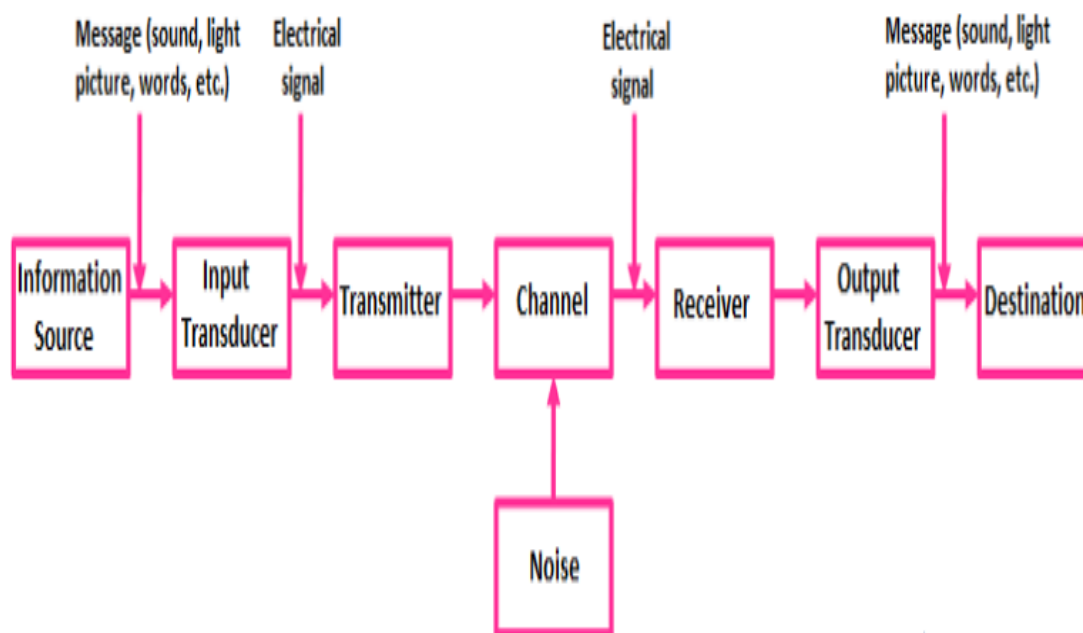 Message (sound, light
picture, words, etc.)
Electrical
signal
Electrical
signal
Message (sound, light
picture, words, etc.)
Information
Source
Input
Transducer
Transmitter
Channel
Receiver
Output
Transducer
Destination
Noise